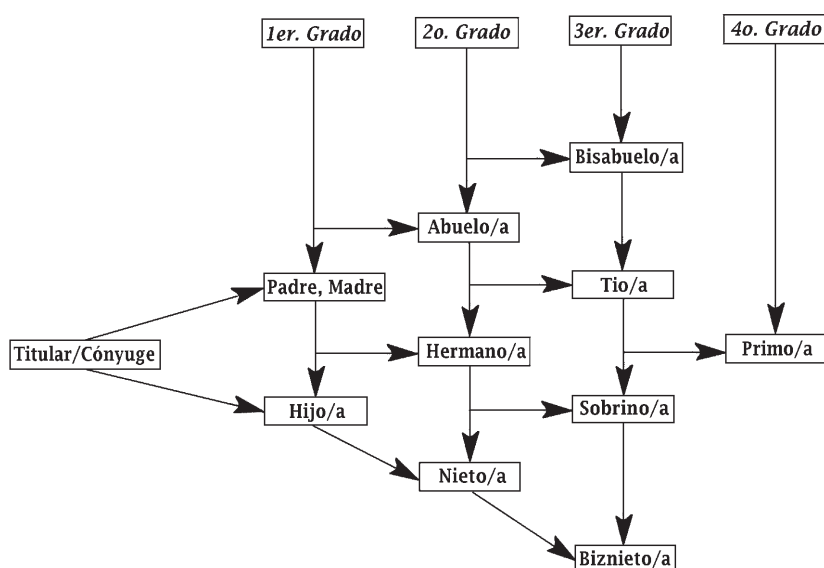 1er. Grado
2o. Grado
3er. Grado
4o. Grado
Bisabuelo/a
Abuelo/a
Padre, Madre
Tio/a
Titular/Cónyuge
Hermano/a
Primo/a
Hijo/a
Sobrino/a
Nieto/a
Biznieto/a